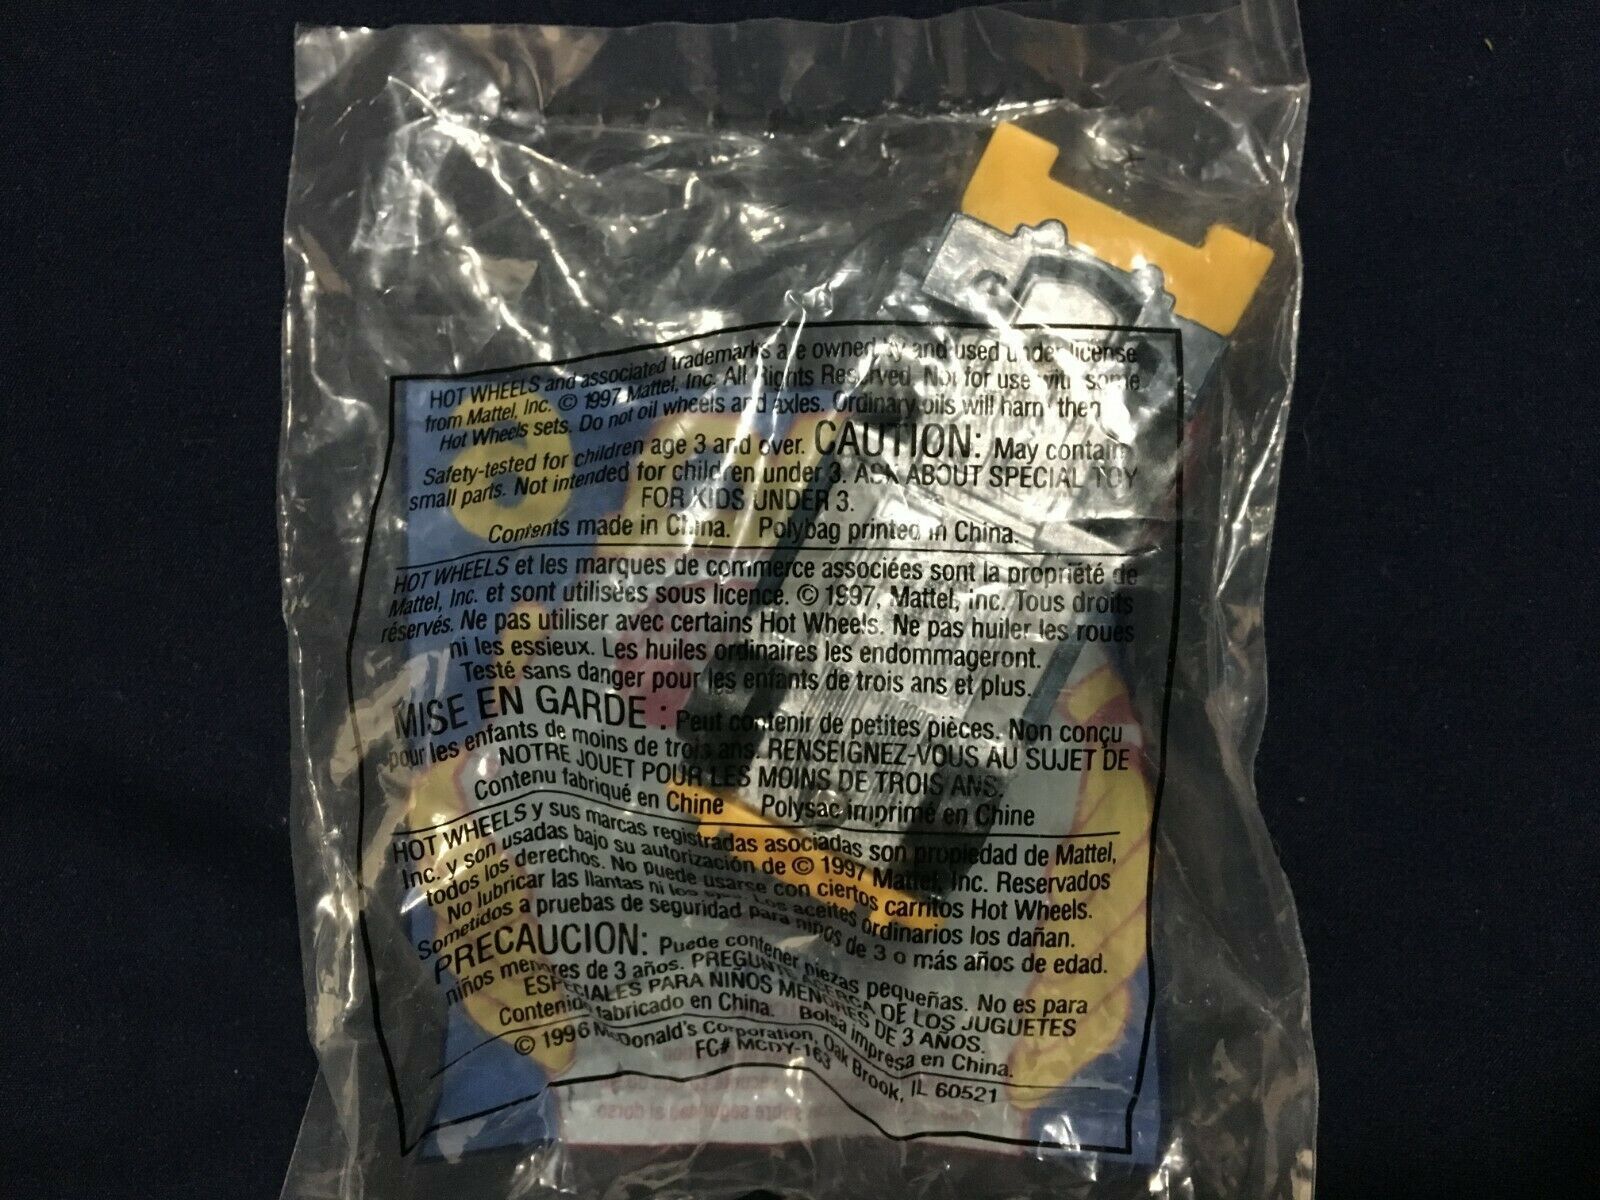 HOT WHEELS and associated trademarks are owned by and used under license
from Mattel, Inc. © 1997 Mattel, Inc. All Rights Reserved. Not for use with some
Hot Wheels sets. Do not oil wheels and axles. Ordinary oils will harm them
Safety-tested for children age 3 and over. CAUTION: May contain
small parts. Not intended for children under 3. ASK ABOUT SPECIAL TOY
FOR KIDS UNDER 3.
Contents made in China. Polybag printed in China.
HOT WHEELS et les marques de commerce associées sont la propriété de
Mattel, Inc. et sont utilisées sous licence. © 1997, Mattel, Inc. Tous droits
réservés. Ne pas utiliser avec certains Hot Wheels. Ne pas huiler les roues
ni les essieux. Les huiles ordinaires les endommageront.
Testé sans danger pour les enfants de trois ans et plus.
MISE EN GARDE : Peut contenir de petites pièces. Non conçu
pour les enfants de moins de trois ans. RENSEIGNEZ-VOUS AU SUJET DE
NOTRE JOUET POUR LES MOINS DE TROIS ANS.
Contenu fabriqué en Chine Polysac imprimé en Chine
HOT WHEELS y sus marcas registradas asociadas son propiedad de Mattel,
Inc. y son usadas bajo su autorización de © 1997 Mattel, Inc. Reservados
todos los derechos. No puede usarse con ciertos carritos Hot Wheels.
No lubricar las llantas ni los ejes. Los aceites ordinarios los dañan.
Sometidos a pruebas de seguridad para niños de 3 o más años de edad.
PRECAUCION: Puede contener piezas pequeñas. No es para
niños menores de 3 años. PREGUNTE ACERCA DE LOS JUGUETES
ESPECIALES PARA NIÑOS MENORES DE 3 AÑOS.
Contenido fabricado en China. Bolsa impresa en China.
© 1996 McDonald's Corporation, Oak Brook, IL 60521
FC# MCDY-163